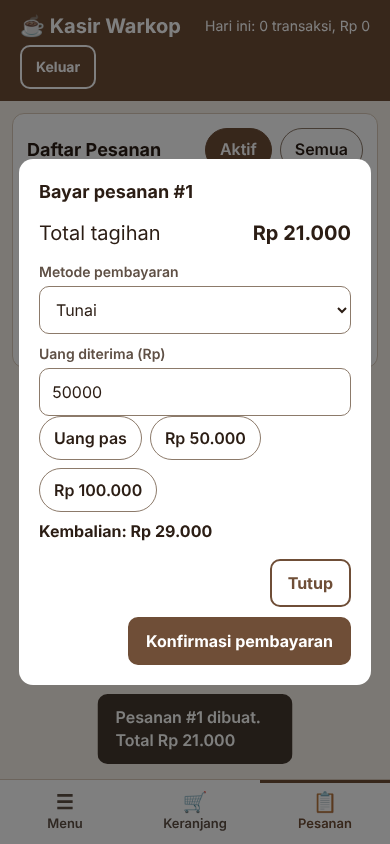 ☕ Kasir Warkop
Hari ini: 0 transaksi, Rp 0
Keluar
Daftar Pesanan
Aktif
Semua
Bayar pesanan #1
Total tagihan
Rp 21.000
Metode pembayaran
Tunai
Uang diterima (Rp)
50000
Uang pas
Rp 50.000
Rp 100.000
Kembalian: Rp 29.000
Tutup
Konfirmasi pembayaran
Pesanan #1 dibuat.
Total Rp 21.000
Menu
Keranjang
Pesanan